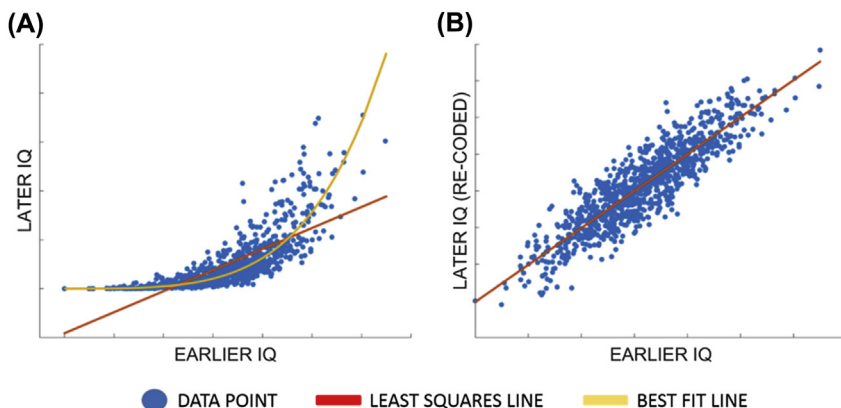 (A)
(B)
LATER IQ
LATER IQ (RE-CODED)
EARLIER IQ
EARLIER IQ
DATA POINT
LEAST SQUARES LINE
BEST FIT LINE